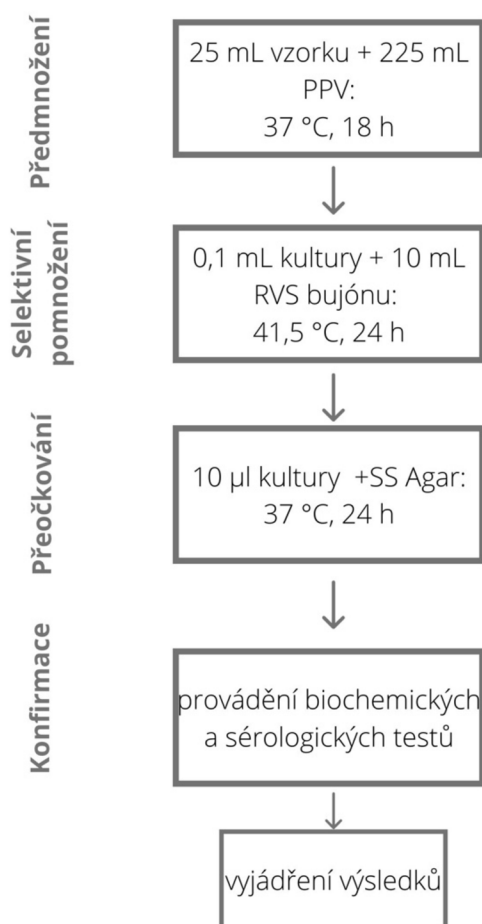 Předmnožení
25 mL vzorku + 225 mL
PPV:
37 °C, 18 h
Selektivní
pomnožení
0,1 mL kultury + 10 mL
RVS bujónu:
41,5 °C, 24 h
Přeočkování
10 µl kultury +SS Agar:
37 °C, 24 h
Konfirmace
provádění biochemických
a sérologických testů
vyjádření výsledků